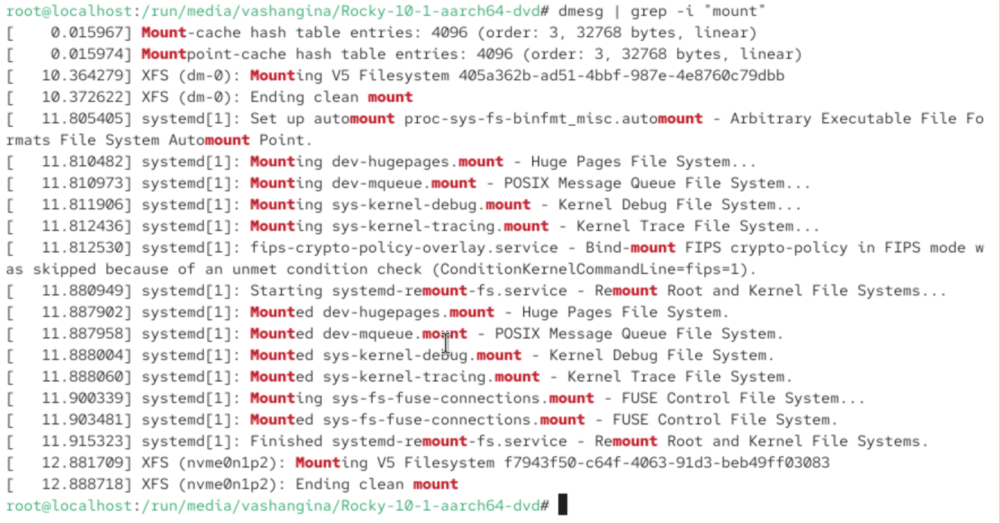 root@localhost:/run/media/vashangina/Rocky-10-1-aarch64-dvd# dmesg | grep -i "mount"
[    0.015967] Mount-cache hash table entries: 4096 (order: 3, 32768 bytes, linear)
[    0.015974] Mountpoint-cache hash table entries: 4096 (order: 3, 32768 bytes, linear)
[   10.364279] XFS (dm-0): Mounting V5 Filesystem 405a362b-ad51-4bbf-987e-4e8760c79dbb
[   10.372622] XFS (dm-0): Ending clean mount
[   11.805405] systemd[1]: Set up automount proc-sys-fs-binfmt_misc.automount - Arbitrary Executable File Fo
rmats File System Automount Point.
[   11.810482] systemd[1]: Mounting dev-hugepages.mount - Huge Pages File System...
[   11.810973] systemd[1]: Mounting dev-mqueue.mount - POSIX Message Queue File System...
[   11.811906] systemd[1]: Mounting sys-kernel-debug.mount - Kernel Debug File System...
[   11.812436] systemd[1]: Mounting sys-kernel-tracing.mount - Kernel Trace File System...
[   11.812530] systemd[1]: fips-crypto-policy-overlay.service - Bind-mount FIPS crypto-policy in FIPS mode w
as skipped because of an unmet condition check (ConditionKernelCommandLine=fips=1).
[   11.880949] systemd[1]: Starting systemd-remount-fs.service - Remount Root and Kernel File Systems...
[   11.887902] systemd[1]: Mounted dev-hugepages.mount - Huge Pages File System.
[   11.887958] systemd[1]: Mounted dev-mqueue.mount - POSIX Message Queue File System.
[   11.888004] systemd[1]: Mounted sys-kernel-debug.mount - Kernel Debug File System.
[   11.888060] systemd[1]: Mounted sys-kernel-tracing.mount - Kernel Trace File System.
[   11.900339] systemd[1]: Mounting sys-fs-fuse-connections.mount - FUSE Control File System...
[   11.903481] systemd[1]: Mounted sys-fs-fuse-connections.mount - FUSE Control File System.
[   11.915323] systemd[1]: Finished systemd-remount-fs.service - Remount Root and Kernel File Systems.
[   12.881709] XFS (nvme0n1p2): Mounting V5 Filesystem f7943f50-c64f-4063-91d3-beb49ff03083
[   12.888718] XFS (nvme0n1p2): Ending clean mount
root@localhost:/run/media/vashangina/Rocky-10-1-aarch64-dvd#